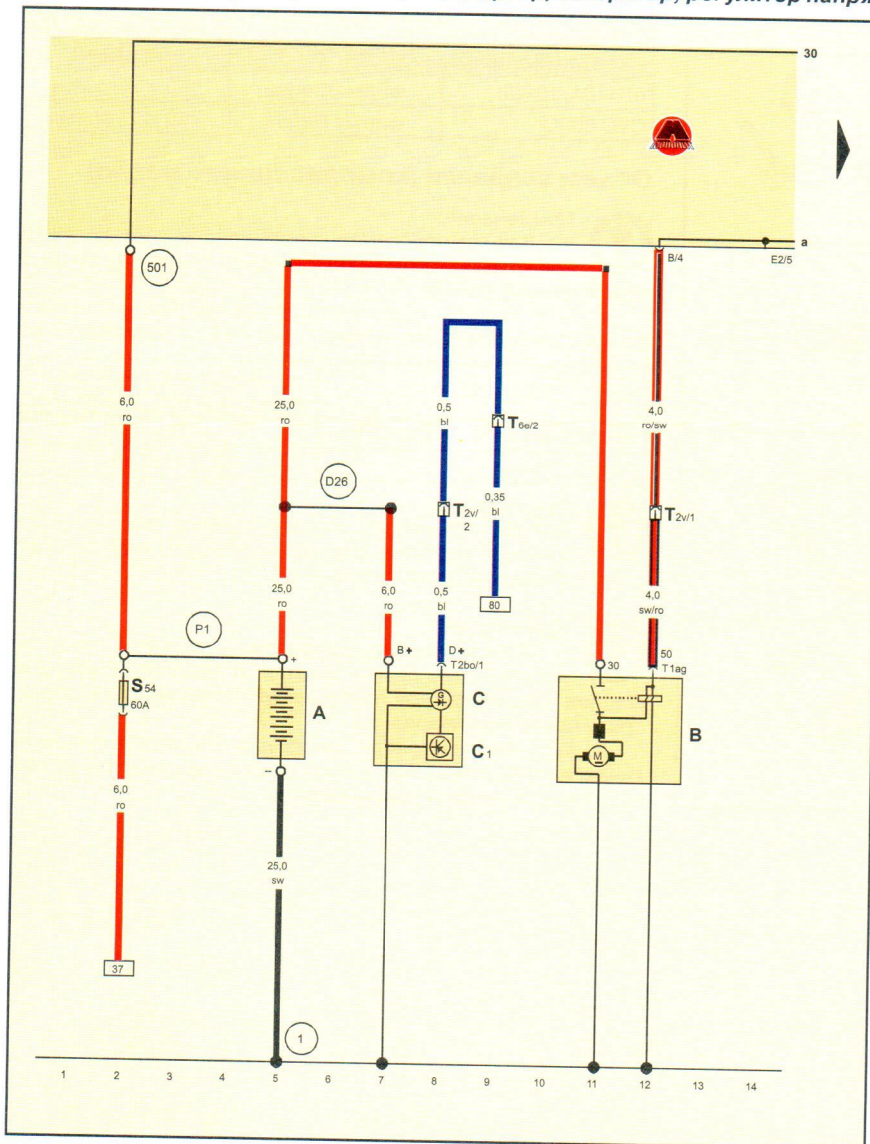 регулятор
30
a
B/4
E2/5
501
6,0
ro
25,0
ro
0,5
bl
T6e/2
4,0
ro/sw
D26
T2v/
2
0,35
bl
T2v/1
25,0
ro
6,0
ro
0,5
bl
80
4,0
sw/ro
P1
+
B+
D+
T2bo/1
30
50
T1ag
S54
60A
A
G
C
C1
M
B
–
6,0
ro
25,0
sw
37
1
1 2 3 4 5 6 7 8 9 10 11 12 13 14